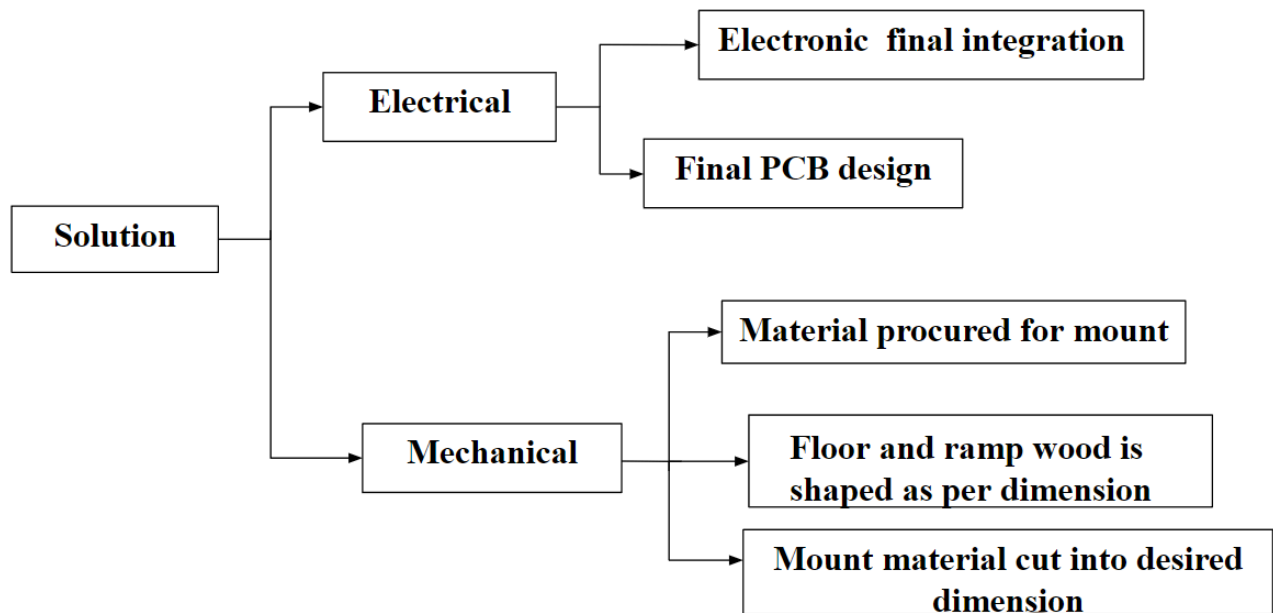 Electronic final integration
Electrical
Final PCB design
Solution
Material procured for mount
Mechanical
Floor and ramp wood is
shaped as per dimension
Mount material cut into desired
dimension